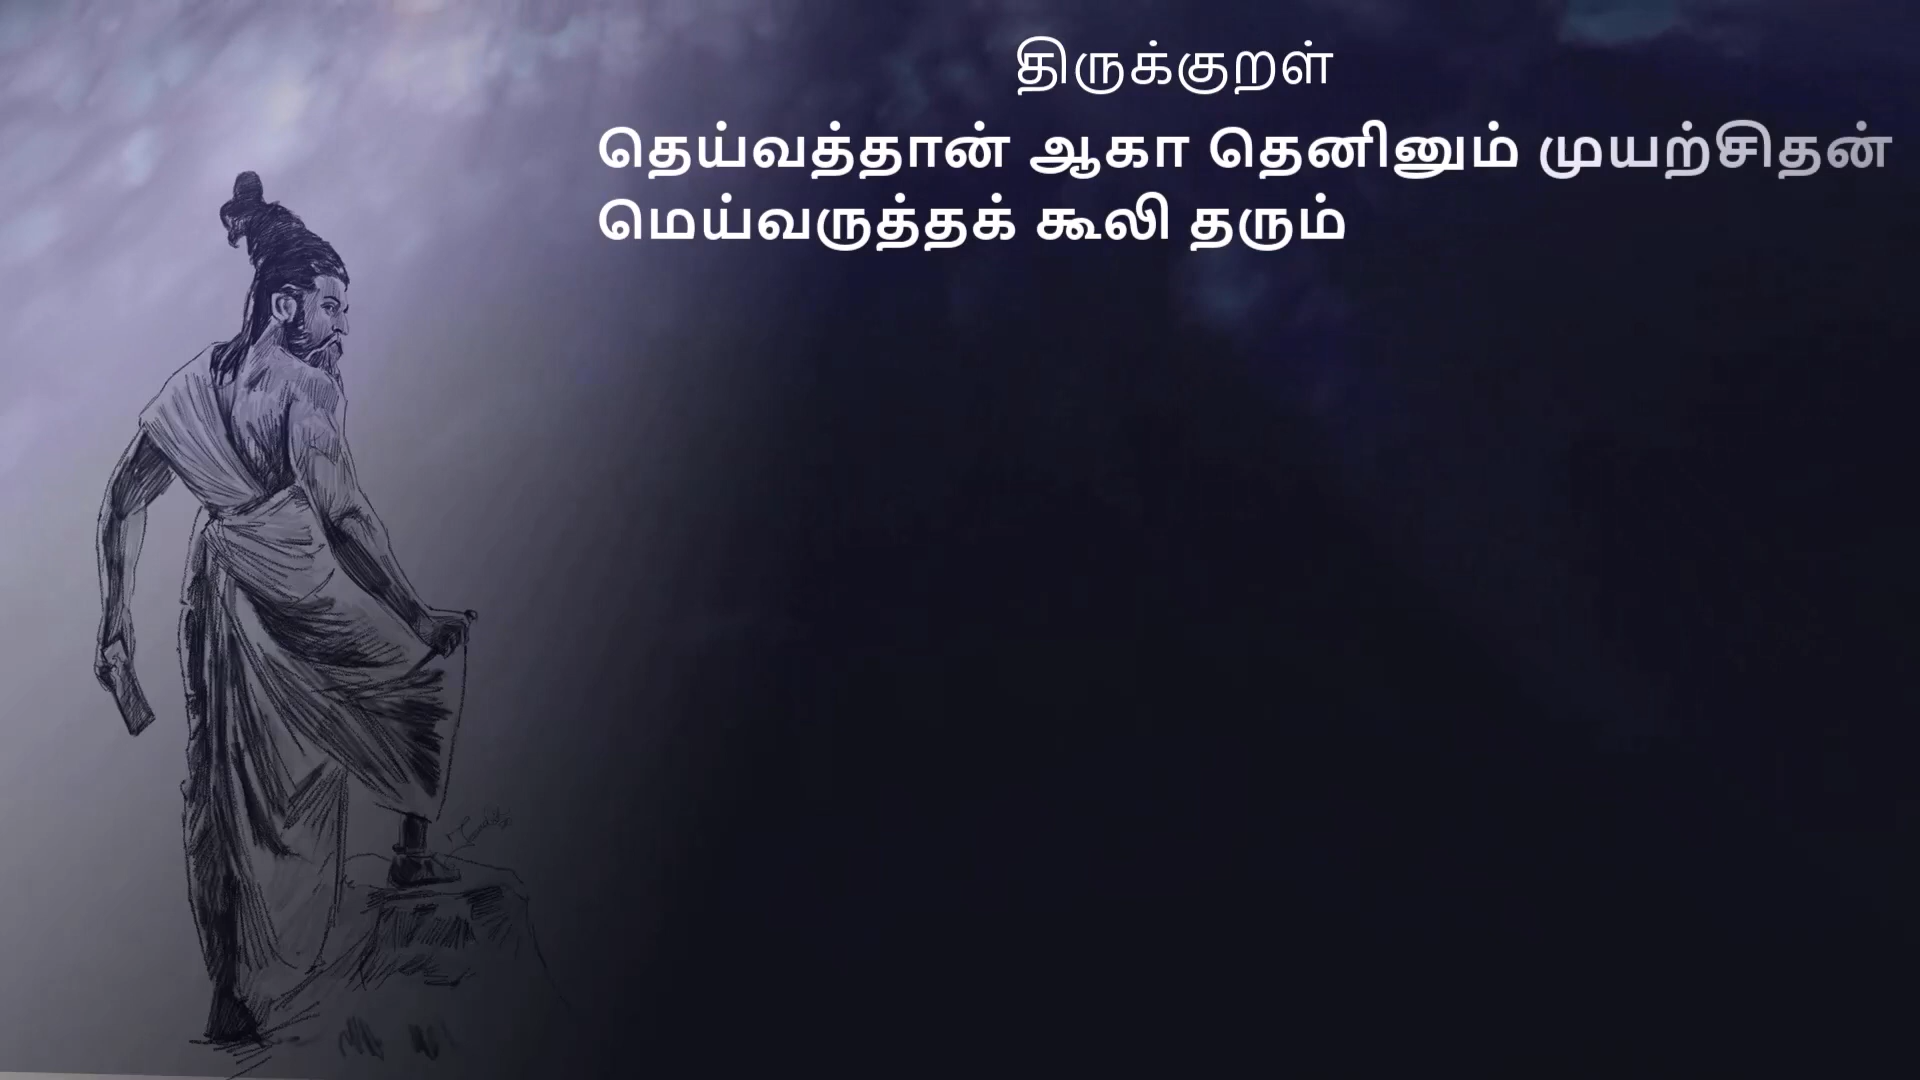 திருக்குறள்
தெய்வத்தான் ஆகா தெனினும் முயற்சிதன்
மெய்வருத்தக் கூலி தரும்